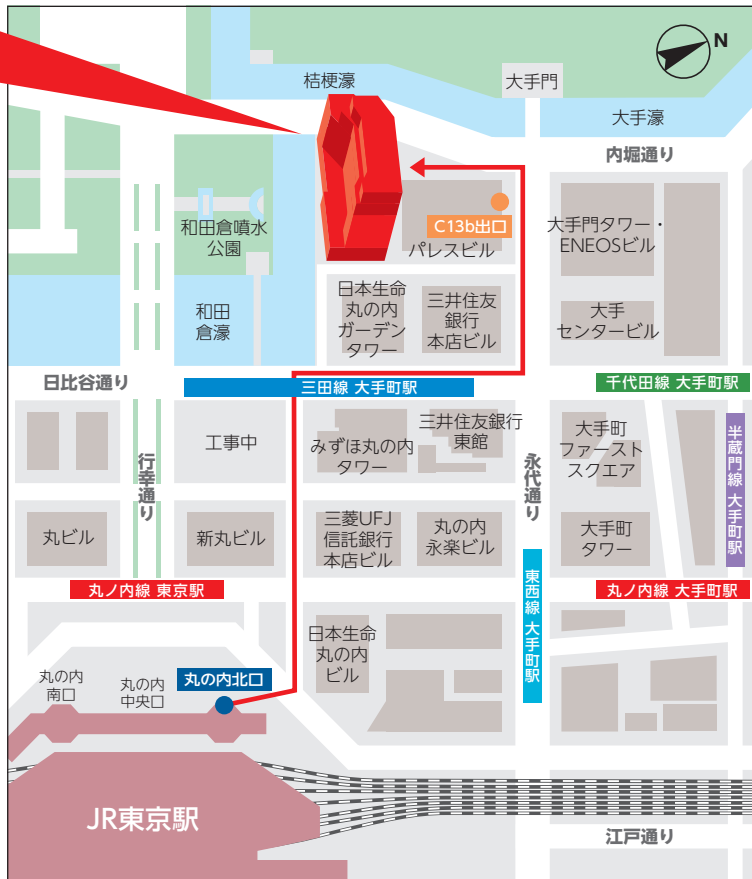 N
桔梗濠
大手門
大手濠
内堀通り
C13b出口
パレスビル
和田倉噴水
公園
大手門タワー・
ENEOSビル
日本生命
丸の内
ガーデン
タワー
三井住友
銀行
本店ビル
和田
倉濠
大手
センタービル
日比谷通り
三田線 大手町駅
千代田線 大手町駅
工事中
みずほ丸の内
タワー
三井住友銀行
東館
大手町
ファースト
スクエア
行幸通り
永代通り
半蔵門線 大手町駅
丸ビル
新丸ビル
三菱UFJ
信託銀行
本店ビル
丸の内
永楽ビル
大手町
タワー
丸ノ内線 東京駅
東西線 大手町駅
丸ノ内線 大手町駅
日本生命
丸の内
ビル
丸の内
南口
丸の内
中央口
丸の内北口
JR東京駅
江戸通り